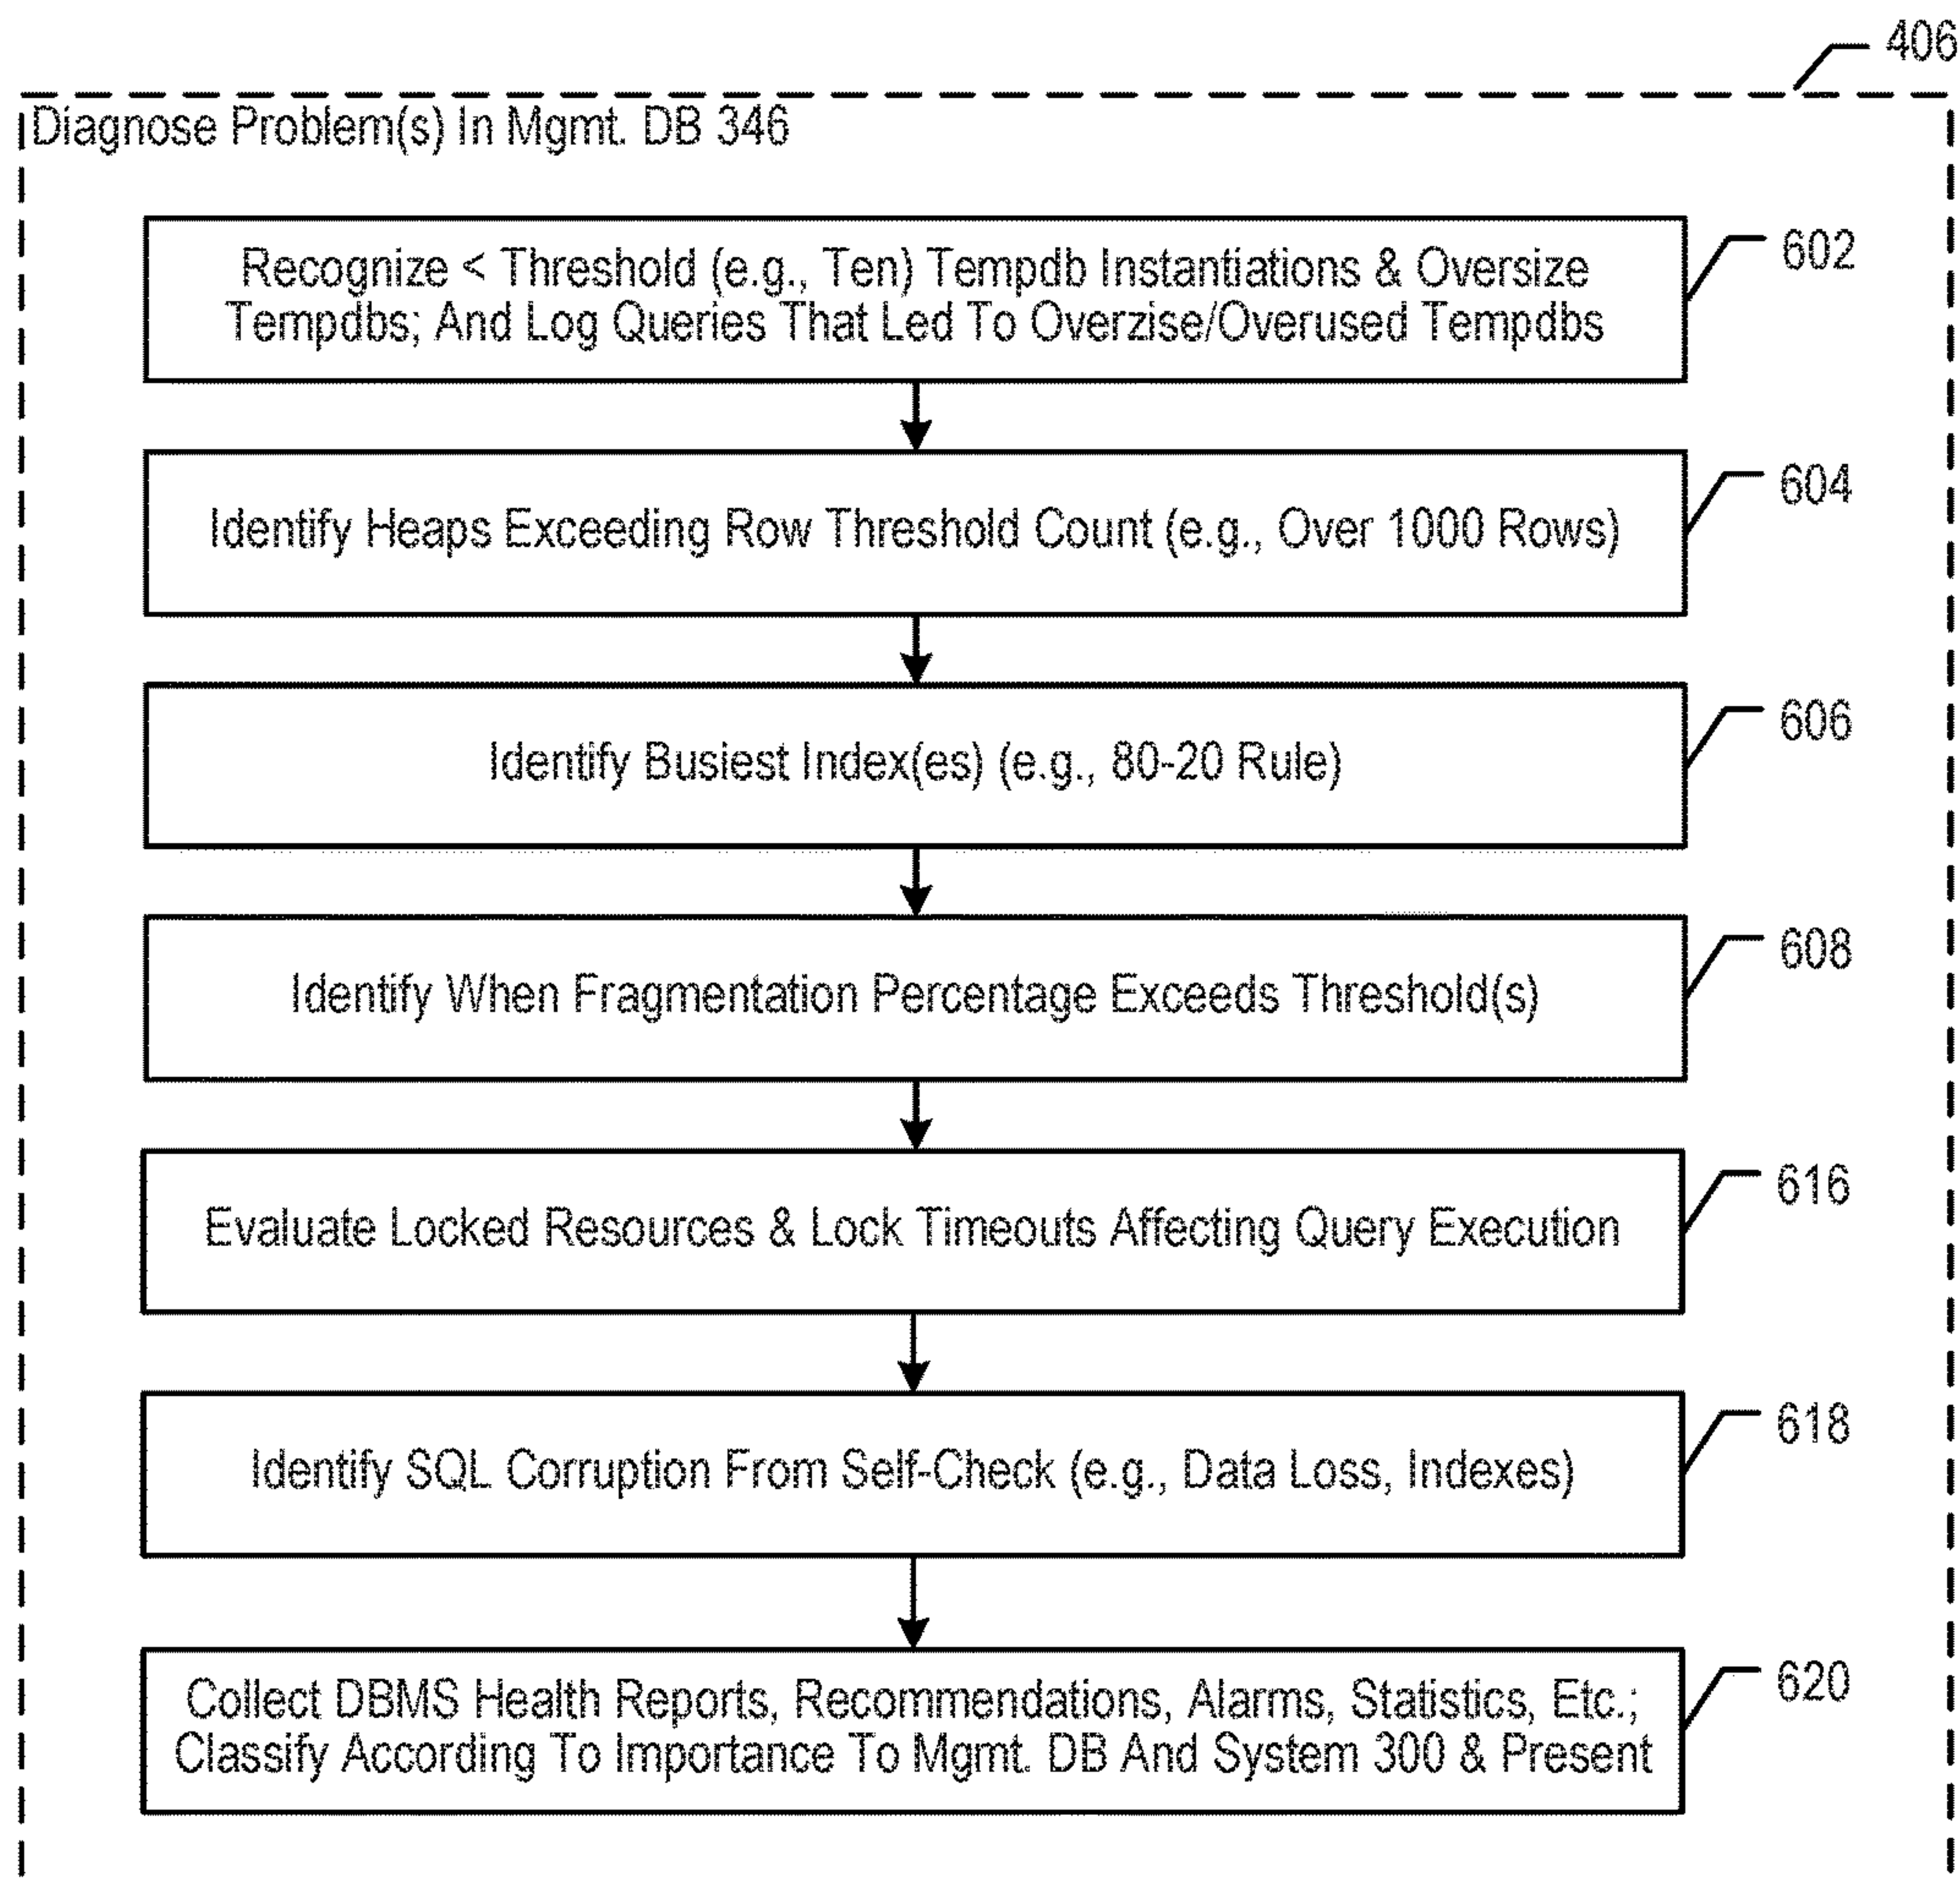 406
Diagnose Problem(s) In Mgmt. DB 346
Recognize < Threshold (e.g., Ten) Tempdb Instantiations & Oversize
Tempdbs; And Log Queries That Led To Overzise/Overused Tempdbs
602
Identify Heaps Exceeding Row Threshold Count (e.g., Over 1000 Rows)
604
Identify Busiest Index(es) (e.g., 80-20 Rule)
606
Identify When Fragmentation Percentage Exceeds Threshold(s)
608
Evaluate Locked Resources & Lock Timeouts Affecting Query Execution
616
Identify SQL Corruption From Self-Check (e.g., Data Loss, Indexes)
618
Collect DBMS Health Reports, Recommendations, Alarms, Statistics, Etc.;
Classify According To Importance To Mgmt. DB And System 300 & Present
620